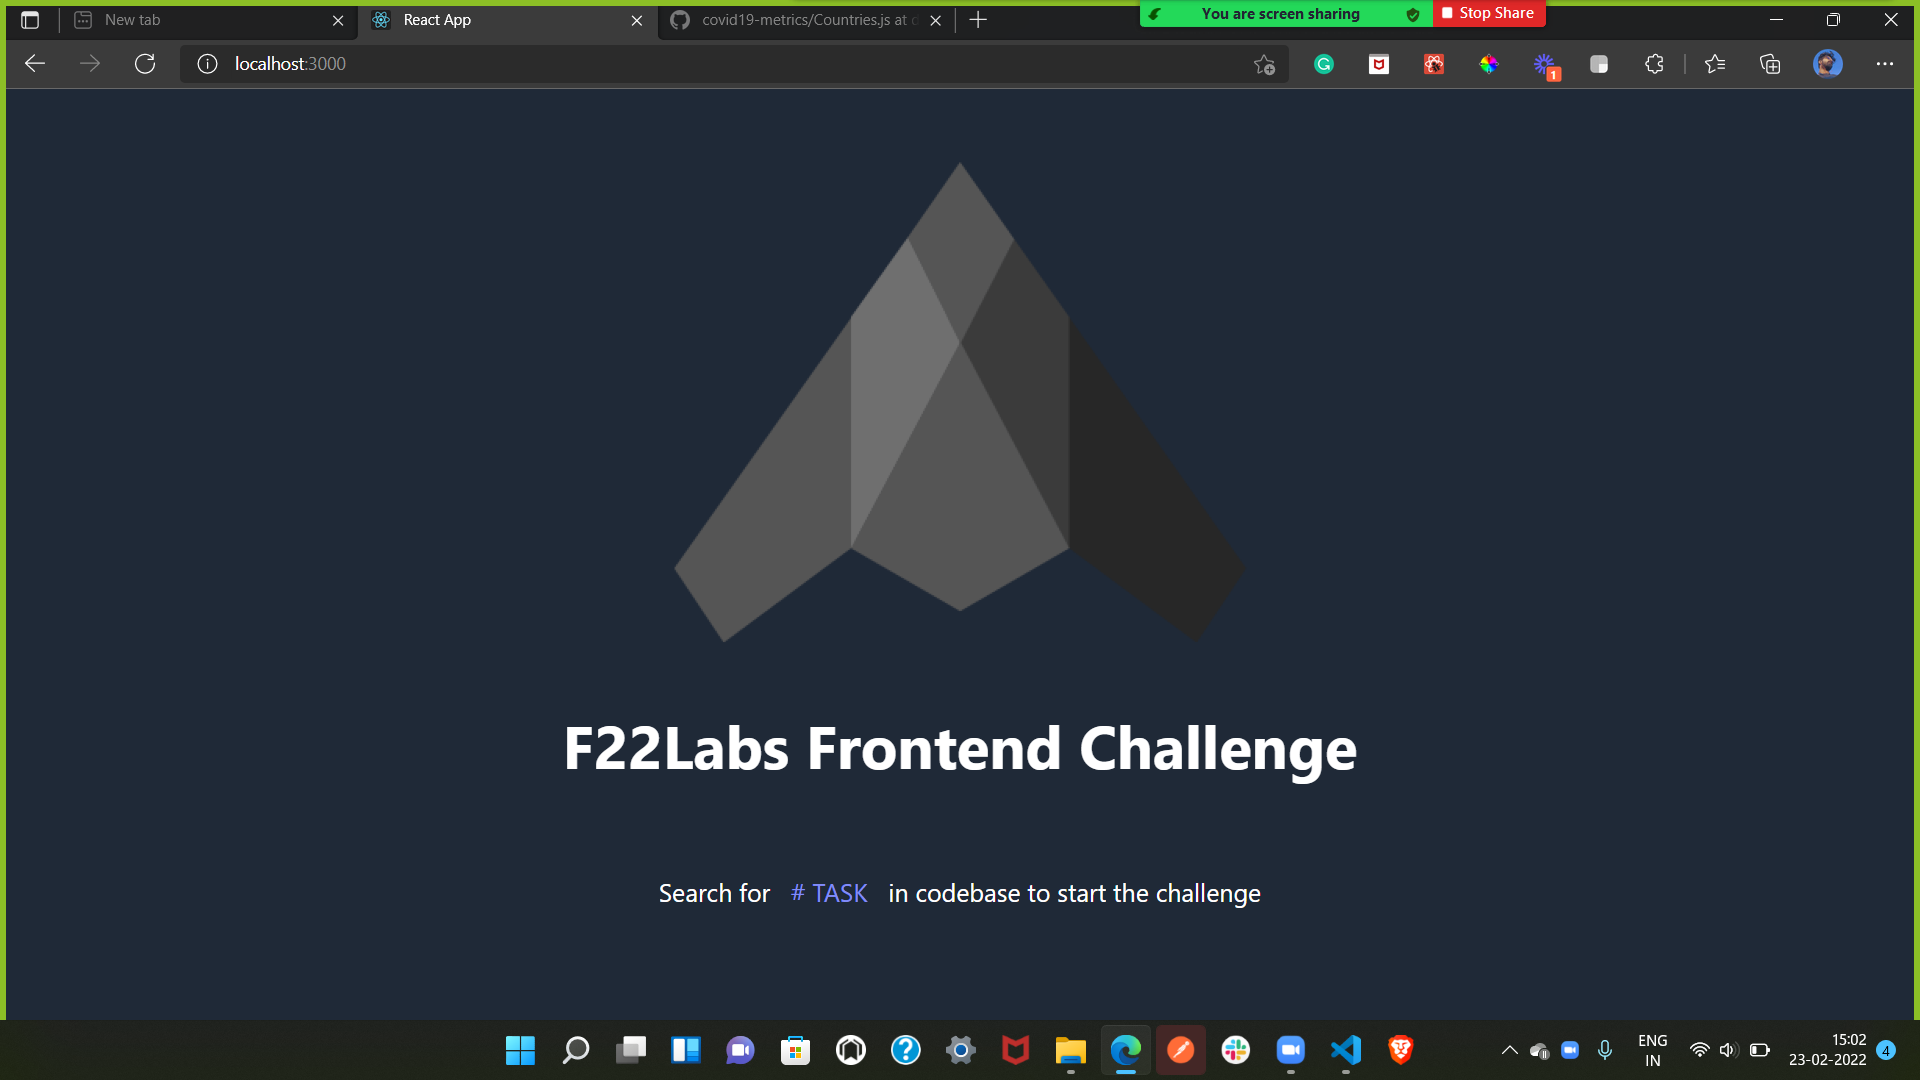 New tab
React App
covid19-metrics/Countries.js at
You are screen sharing
Stop Share
localhost:3000
1
F22Labs Frontend Challenge
Search for # TASK in codebase to start the challenge
ENG
IN
15:02
23-02-2022
4